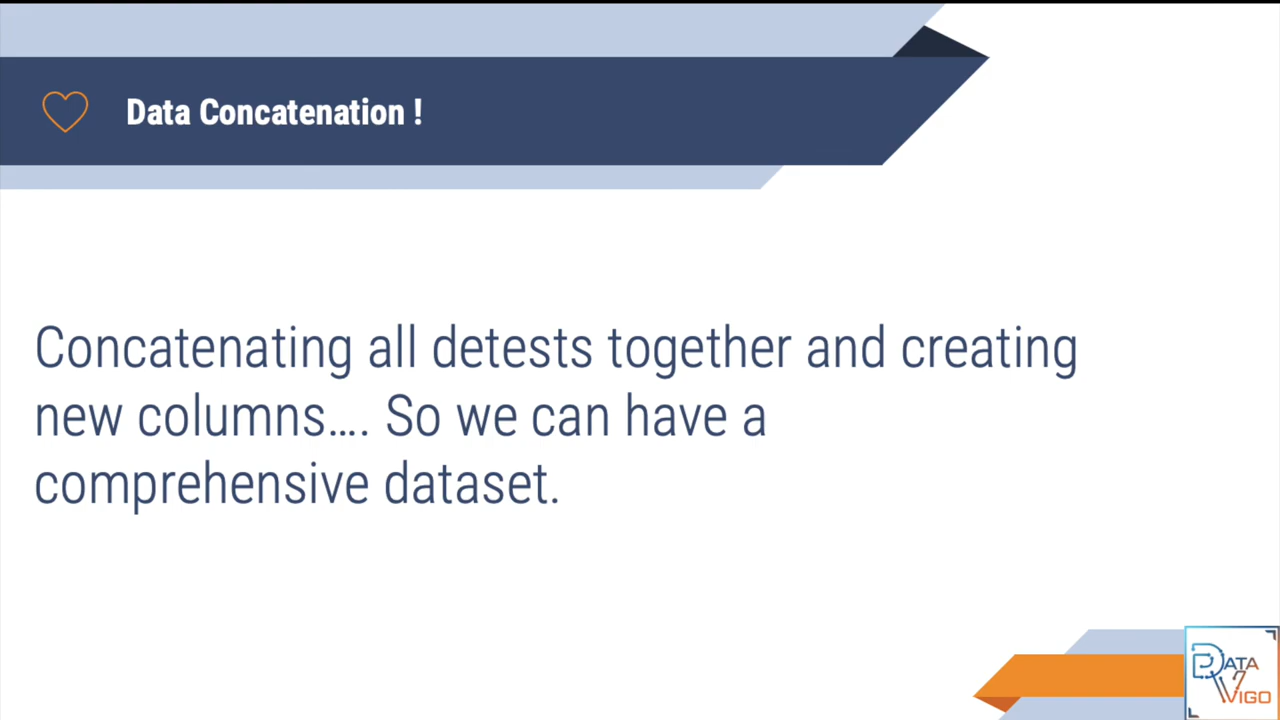 Data Concatenation !
Concatenating all detests together and creating
new columns…. So we can have a
comprehensive dataset.
DATA
VIGO